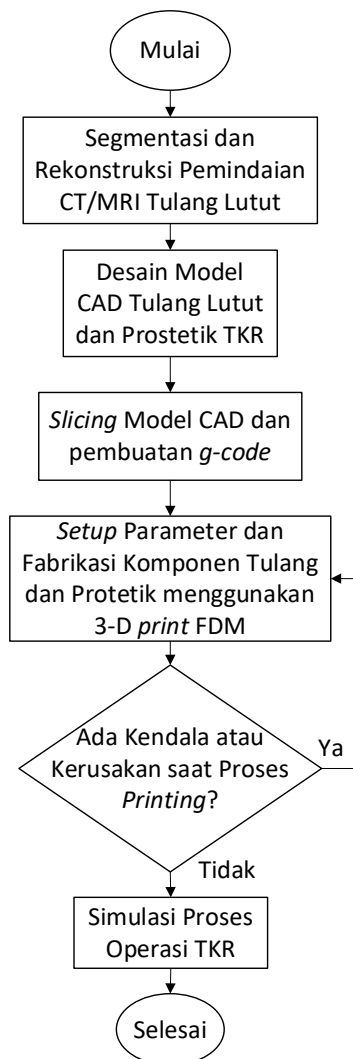 Mulai
Segmentasi dan
Rekonstruksi Pemindaian
CT/MRI Tulang Lutut
Desain Model
CAD Tulang Lutut
dan Prostetik TKR
Slicing Model CAD dan
pembuatan g-code
Setup Parameter dan
Fabrikasi Komponen Tulang
dan Protetik menggunakan
3-D print FDM
Ada Kendala atau
Kerusakan saat Proses
Printing?
Ya
Tidak
Simulasi Proses
Operasi TKR
Selesai